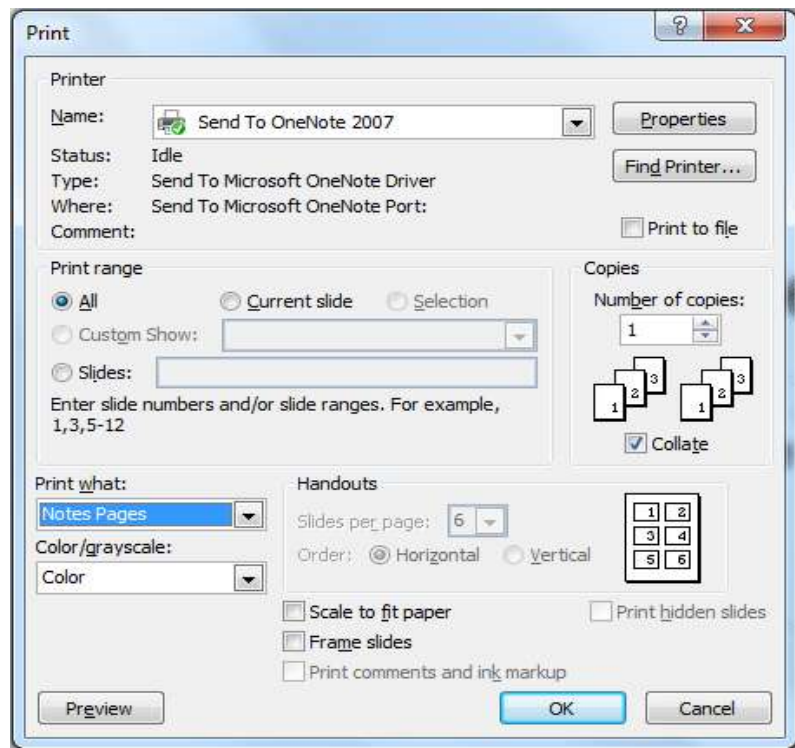 Print
Printer
Name: Send To OneNote 2007 Properties
Status: Idle Find Printer...
Type: Send To Microsoft OneNote Driver
Where: Send To Microsoft OneNote Port:
Comment: Print to file
Print range
All Current slide Selection
Custom Show:
Slides:
Enter slide numbers and/or slide ranges. For example,
1,3,5-12
Copies
Number of copies:
1
1 2 3 1 2 3
Collate
Print what:
Notes Pages
Color/grayscale:
Color
Handouts
Slides per page: 6
Order: Horizontal Vertical
1 2
3 4
5 6
Scale to fit paper Print hidden slides
Frame slides
Print comments and ink markup
Preview OK Cancel